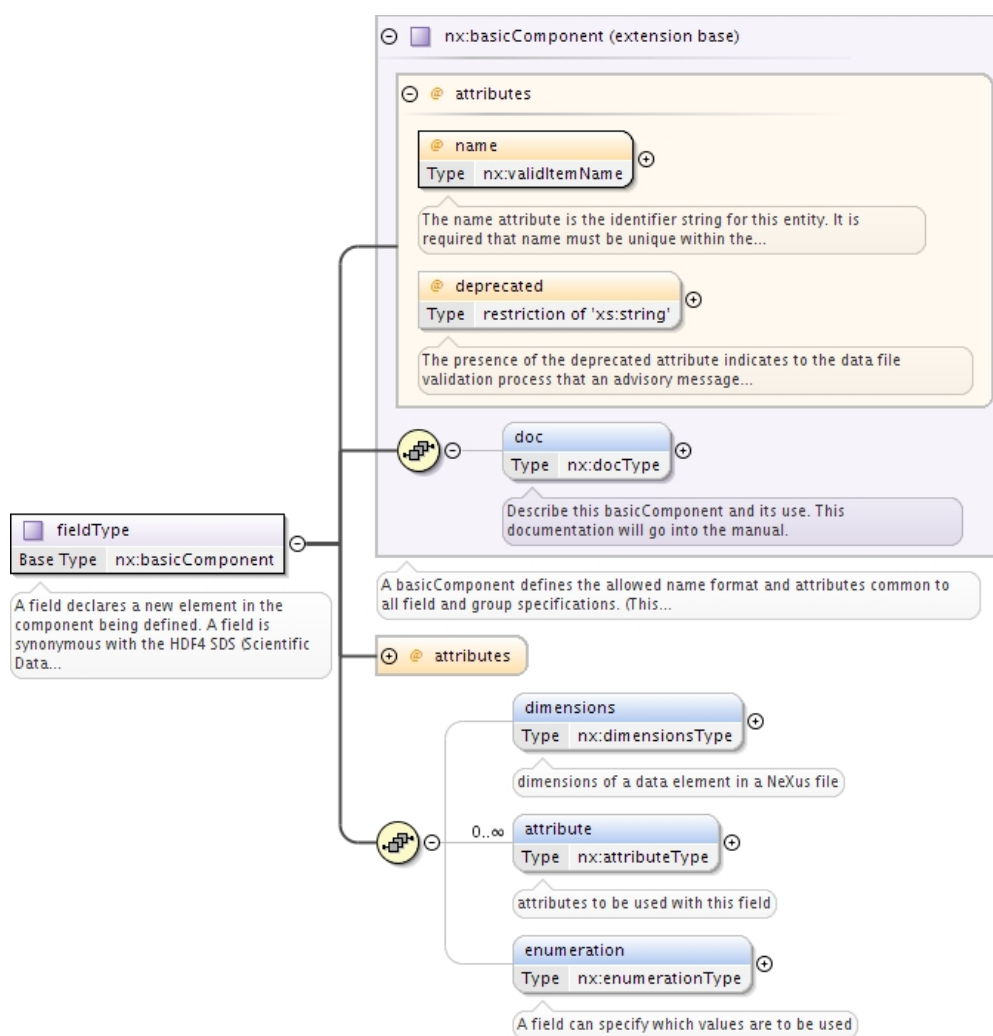 nx:basicComponent (extension base)
@ attributes
@ name
Type nx:validItemName
The name attribute is the identifier string for this entity. It is
required that name must be unique within the...
@ deprecated
Type restriction of 'xs:string'
The presence of the deprecated attribute indicates to the data file
validation process that an advisory message...
doc
Type nx:docType
Describe this basicComponent and its use. This
documentation will go into the manual.
fieldType
Base Type nx:basicComponent
A field declares a new element in the
component being defined. A field is
synonymous with the HDF4 SDS (Scientific
Data...
A basicComponent defines the allowed name format and attributes common to
all field and group specifications. (This...
@ attributes
dimensions
Type nx:dimensionsType
dimensions of a data element in a NeXus file
0..∞
attribute
Type nx:attributeType
attributes to be used with this field
enumeration
Type nx:enumerationType
A field can specify which values are to be used